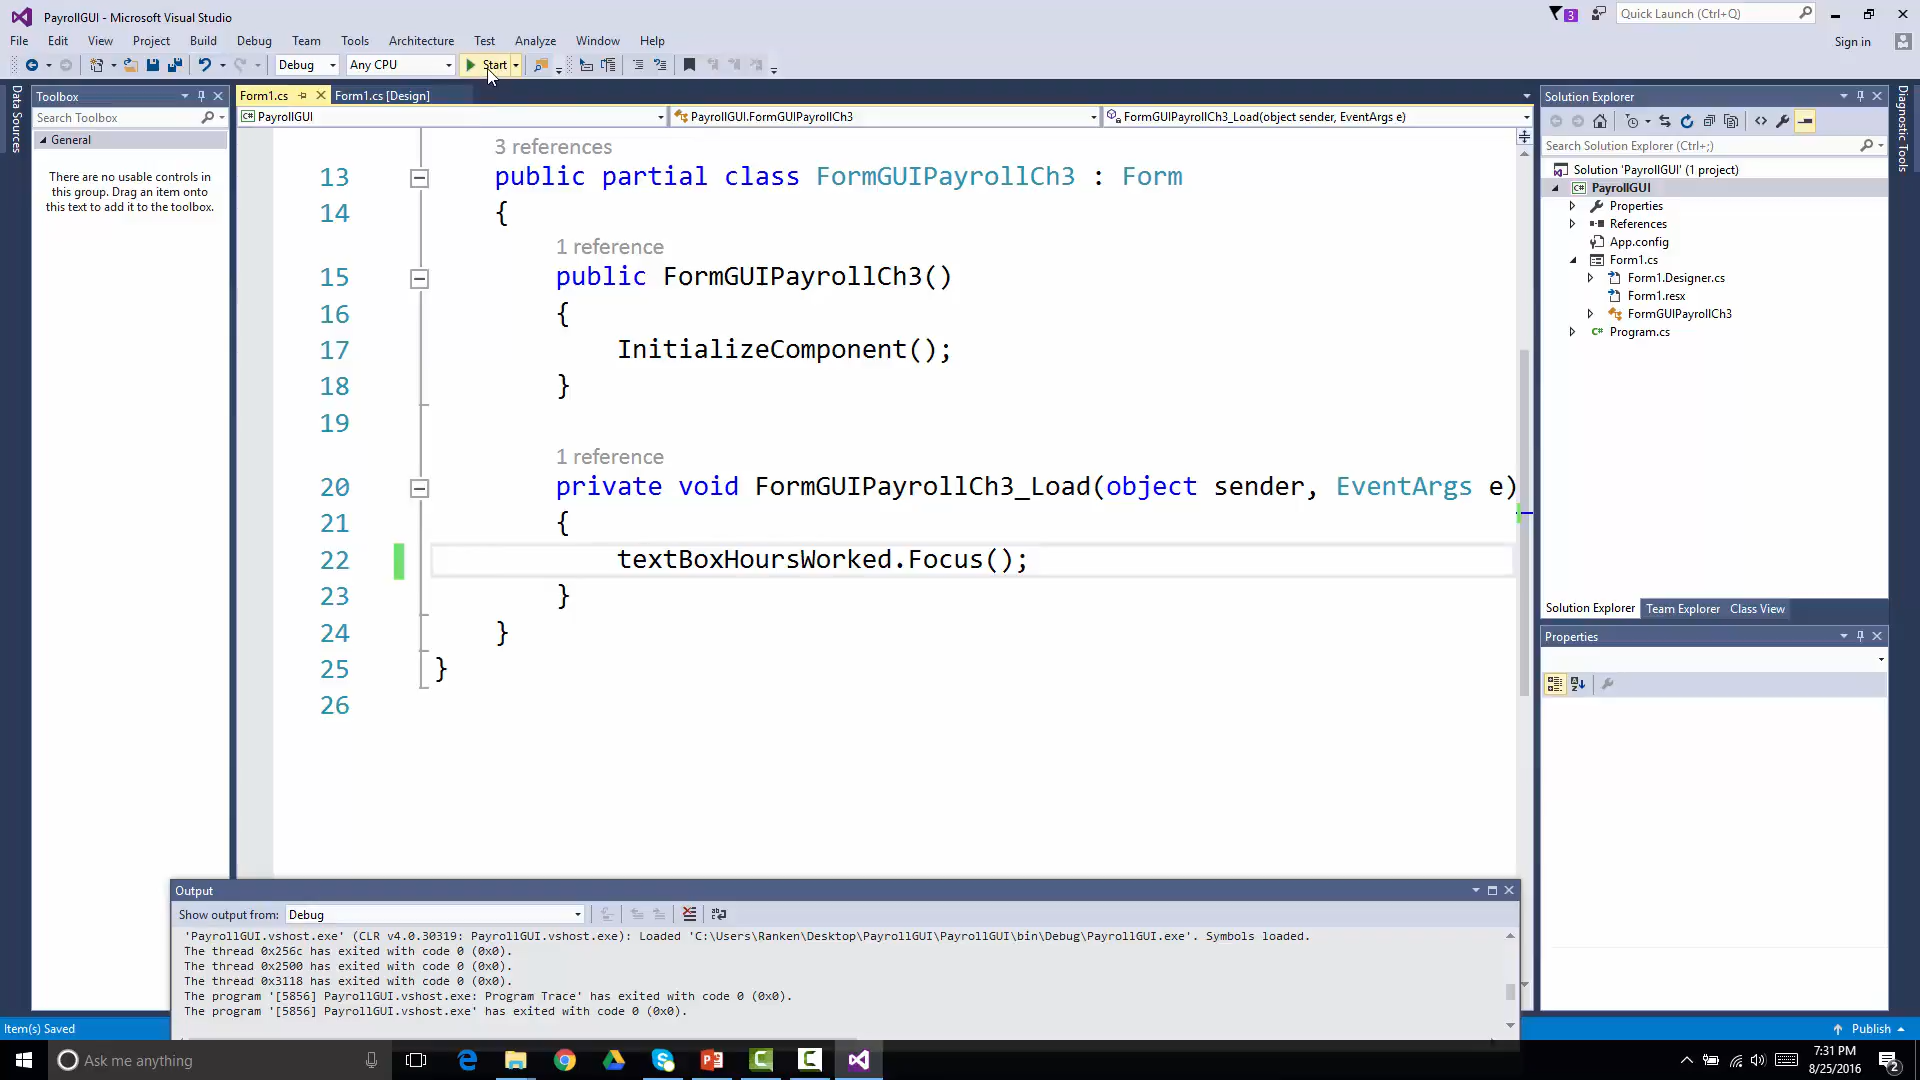 PayrollGUI - Microsoft Visual Studio
3
Quick Launch (Ctrl+Q)
File Edit View Project Build Debug Team Tools Architecture Test Analyze Window Help
Sign in
Debug Any CPU Start
Data Sources
Toolbox
Search Toolbox
General
There are no usable controls in
this group. Drag an item onto
this text to add it to the toolbox.
Form1.cs Form1.cs [Design]
PayrollGUI PayrollGUI.FormGUIPayrollCh3 FormGUIPayrollCh3_Load(object sender, EventArgs e)
3 references
13 public partial class FormGUIPayrollCh3 : Form
14 {
1 reference
15 public FormGUIPayrollCh3()
16 {
17 InitializeComponent();
18 }
19
1 reference
20 private void FormGUIPayrollCh3_Load(object sender, EventArgs e)
21 {
22 textBoxHoursWorked.Focus();
23 }
24 }
25 }
26
Solution Explorer
Search Solution Explorer (Ctrl+;)
Solution 'PayrollGUI' (1 project)
PayrollGUI
Properties
References
App.config
Form1.cs
Form1.Designer.cs
Form1.resx
FormGUIPayrollCh3
Program.cs
Solution Explorer Team Explorer Class View
Properties
Diagnostic Tools
Output
Show output from: Debug
'PayrollGUI.vshost.exe' (CLR v4.0.30319: PayrollGUI.vshost.exe): Loaded 'C:\Users\Ranken\Desktop\PayrollGUI\PayrollGUI\bin\Debug\PayrollGUI.exe'. Symbols loaded.
The thread 0x256c has exited with code 0 (0x0).
The thread 0x2500 has exited with code 0 (0x0).
The thread 0x3118 has exited with code 0 (0x0).
The program '[5856] PayrollGUI.vshost.exe: Program Trace' has exited with code 0 (0x0).
The program '[5856] PayrollGUI.vshost.exe' has exited with code 0 (0x0).
Item(s) Saved
Publish
Ask me anything
7:31 PM
8/25/2016
2